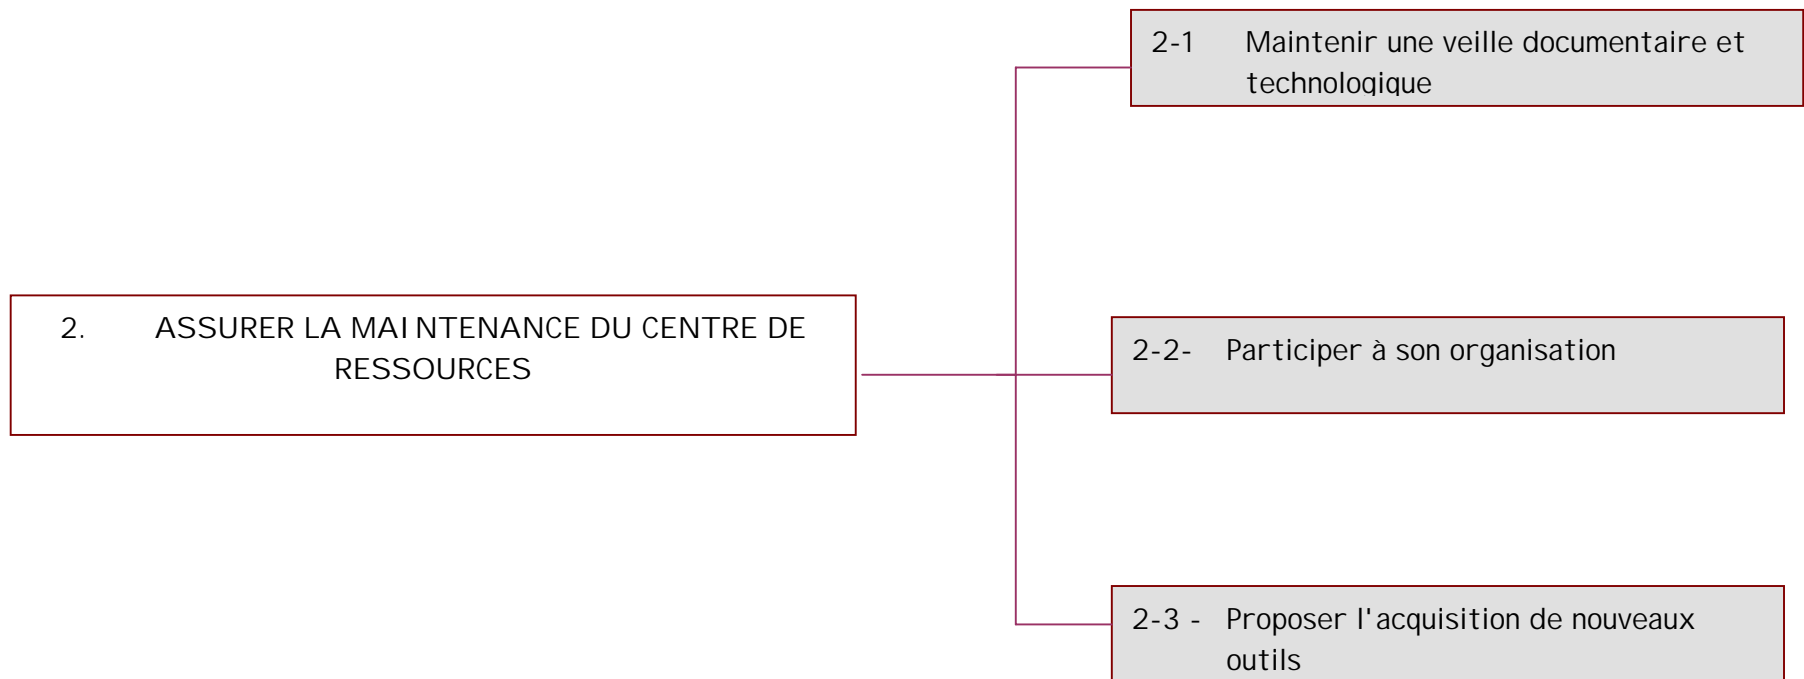 2-1 Maintenir une veille documentaire et
technologique
2. ASSURER LA MAINTENANCE DU CENTRE DE
RESSOURCES
2-2- Participer à son organisation
2-3 - Proposer l'acquisition de nouveaux
outils